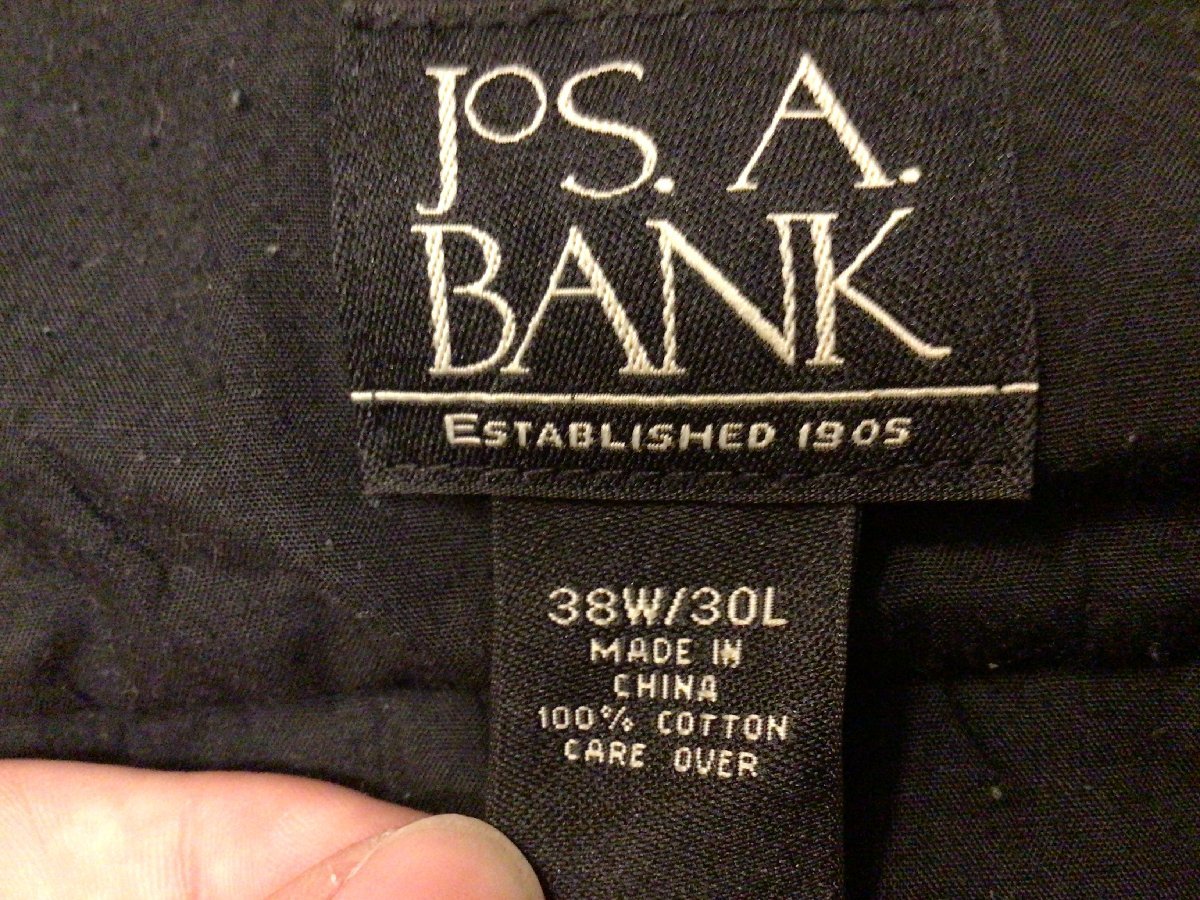 JOS. A.
BANK
ESTABLISHED 1905
38W/30L
MADE IN
CHINA
100% COTTON
CARE OVER